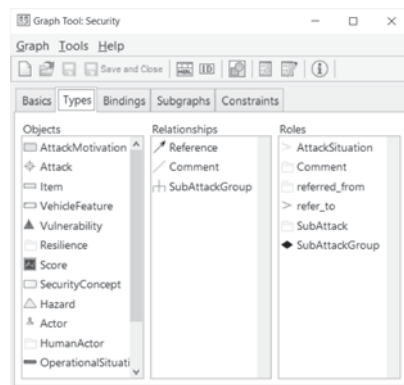 Graph Tool: Security
Graph Tools Help
Save and Close
Basics Types Bindings Subgraphs Constraints
Objects
AttackMotivation
Attack
Item
VehicleFeature
Vulnerability
Resilience
Score
SecurityConcept
Hazard
Actor
HumanActor
OperationalSituati
Relationships
Reference
Comment
SubAttackGroup
Roles
AttackSituation
Comment
referred_from
refer_to
SubAttack
SubAttackGroup